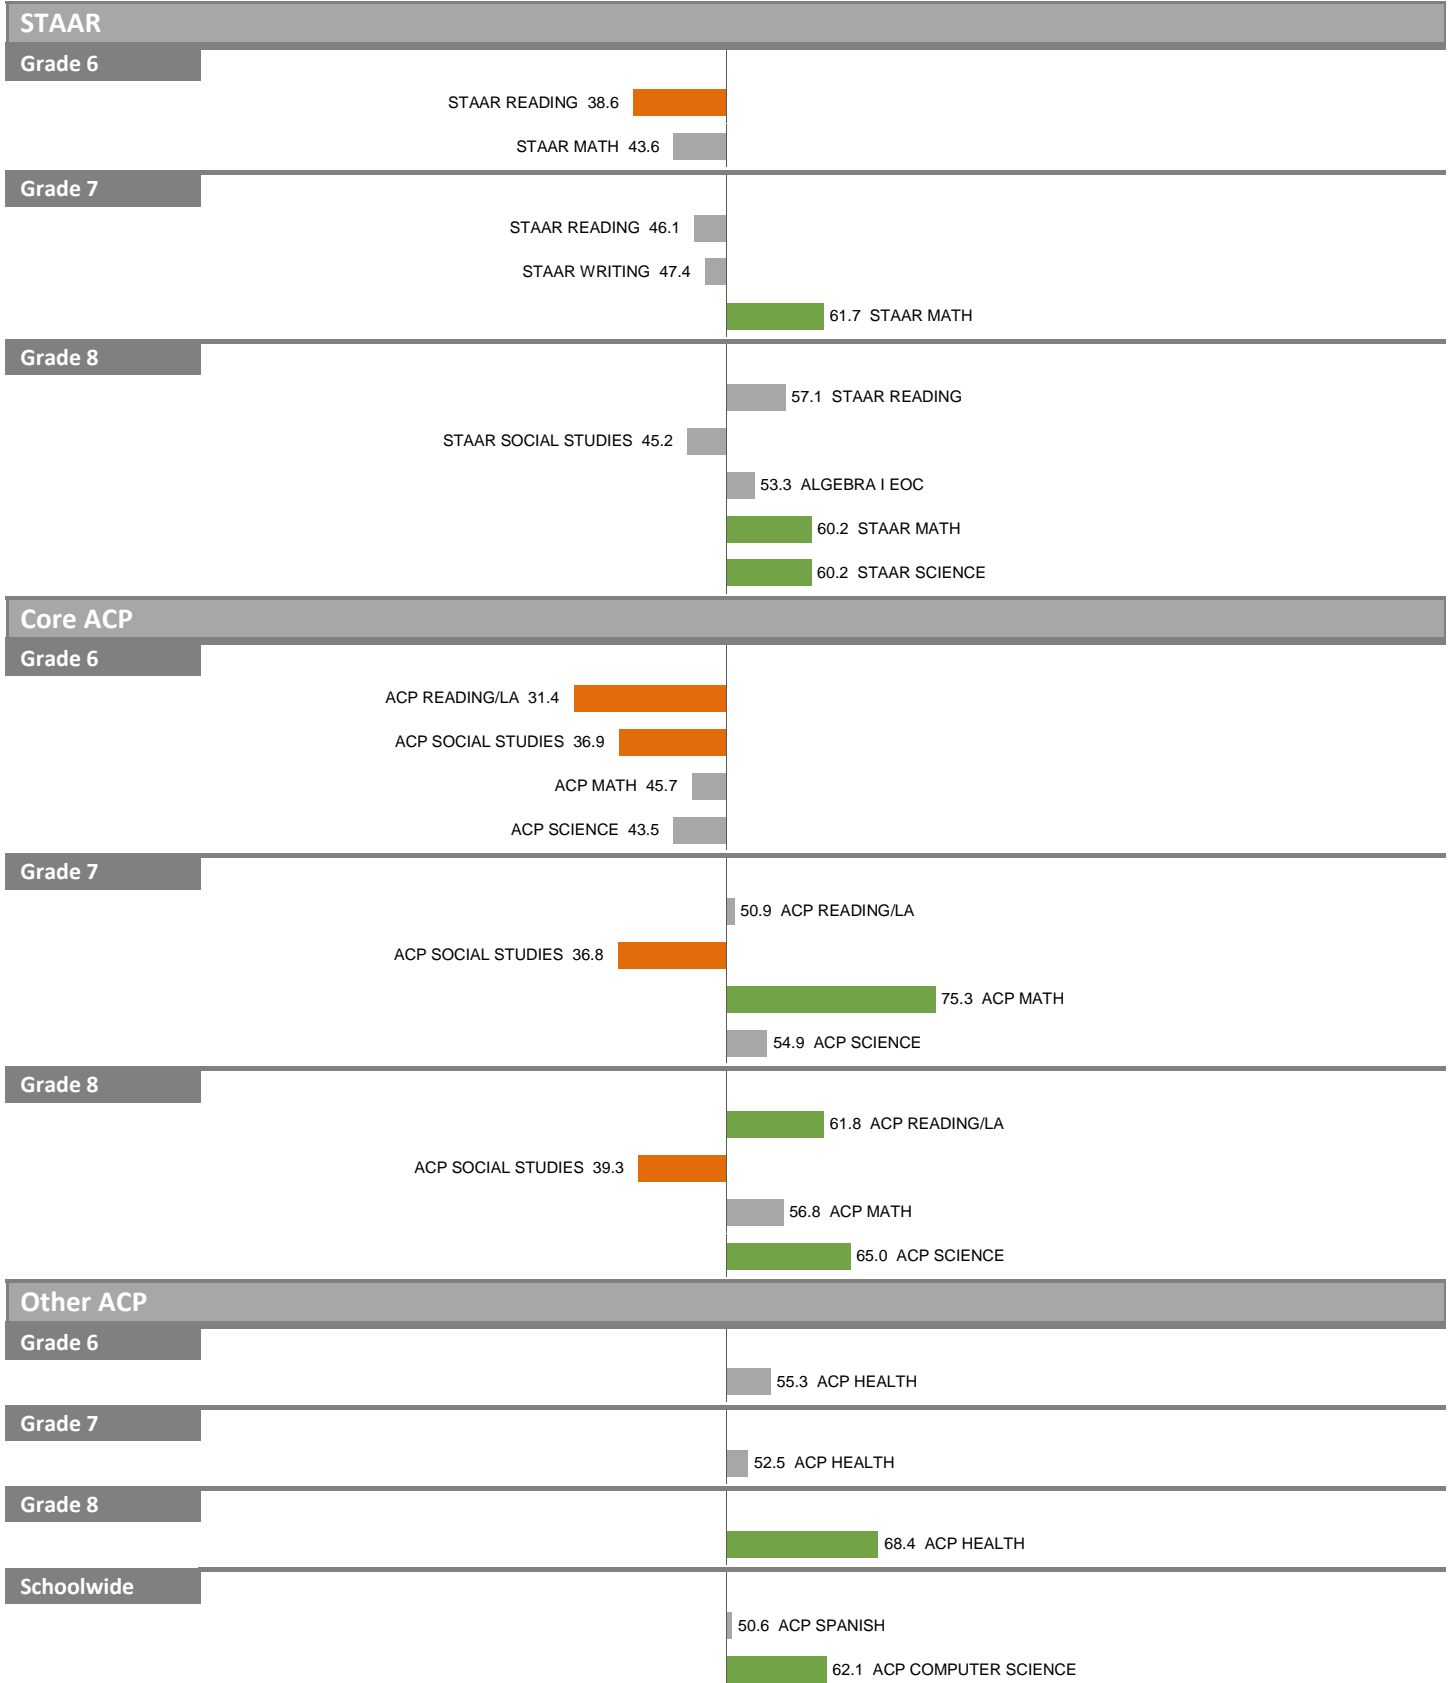 STAAR
Grade 6
STAAR READING 38.6
STAAR MATH 43.6
Grade 7
STAAR READING 46.1
STAAR WRITING 47.4
61.7 STAAR MATH
Grade 8
57.1 STAAR READING
STAAR SOCIAL STUDIES 45.2
53.3 ALGEBRA I EOC
60.2 STAAR MATH
60.2 STAAR SCIENCE
Core ACP
Grade 6
ACP READING/LA 31.4
ACP SOCIAL STUDIES 36.9
ACP MATH 45.7
ACP SCIENCE 43.5
Grade 7
50.9 ACP READING/LA
ACP SOCIAL STUDIES 36.8
75.3 ACP MATH
54.9 ACP SCIENCE
Grade 8
61.8 ACP READING/LA
ACP SOCIAL STUDIES 39.3
56.8 ACP MATH
65.0 ACP SCIENCE
Other ACP
Grade 6
55.3 ACP HEALTH
Grade 7
52.5 ACP HEALTH
Grade 8
68.4 ACP HEALTH
Schoolwide
50.6 ACP SPANISH
62.1 ACP COMPUTER SCIENCE